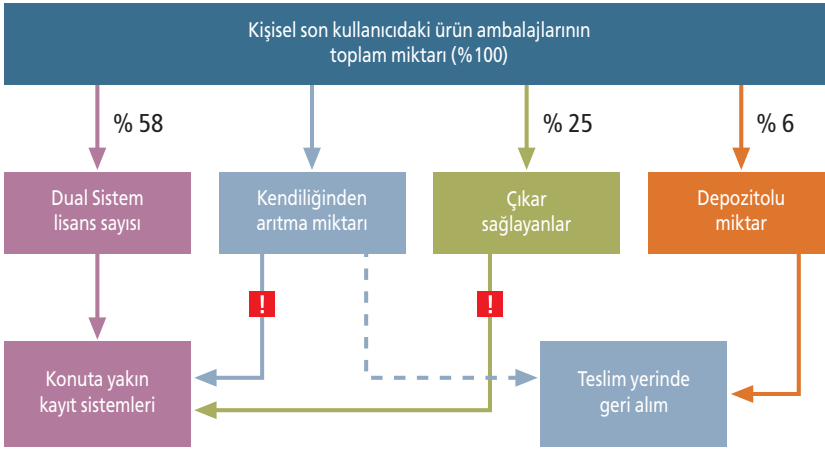 Kişisel son kullanıcıdaki ürün ambalajlarının
toplam miktarı (%100)
% 58
% 25
% 6
Dual Sistem
lisans sayısı
Kendiliğinden
arıtma miktarı
Çıkar
sağlayanlar
Depozitolu
miktar
!
!
Konuta yakın
kayıt sistemleri
Teslim yerinde
geri alım